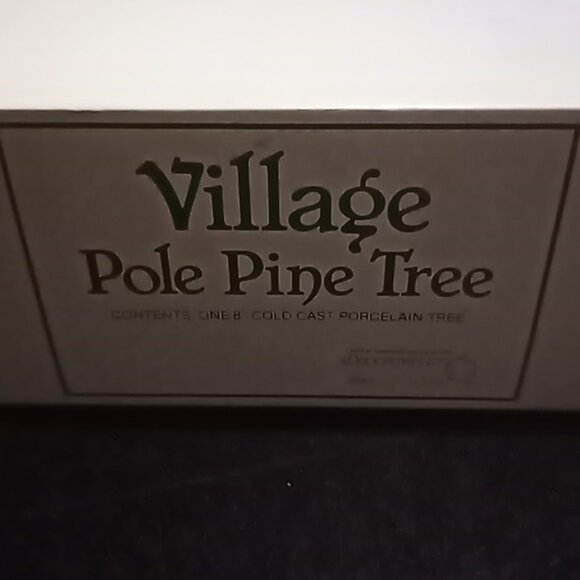 Village
Pole Pine Tree
CONTENTS: ONE 8" COLD CAST PORCELAIN TREE